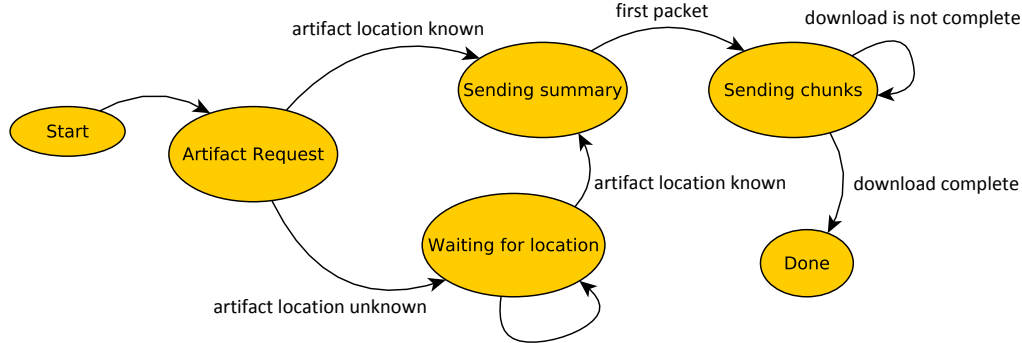 first packet
download is not complete
artifact location known
Sending summary
Sending chunks
Start
Artifact Request
artifact location known
download complete
Waiting for location
Done
artifact location unknown